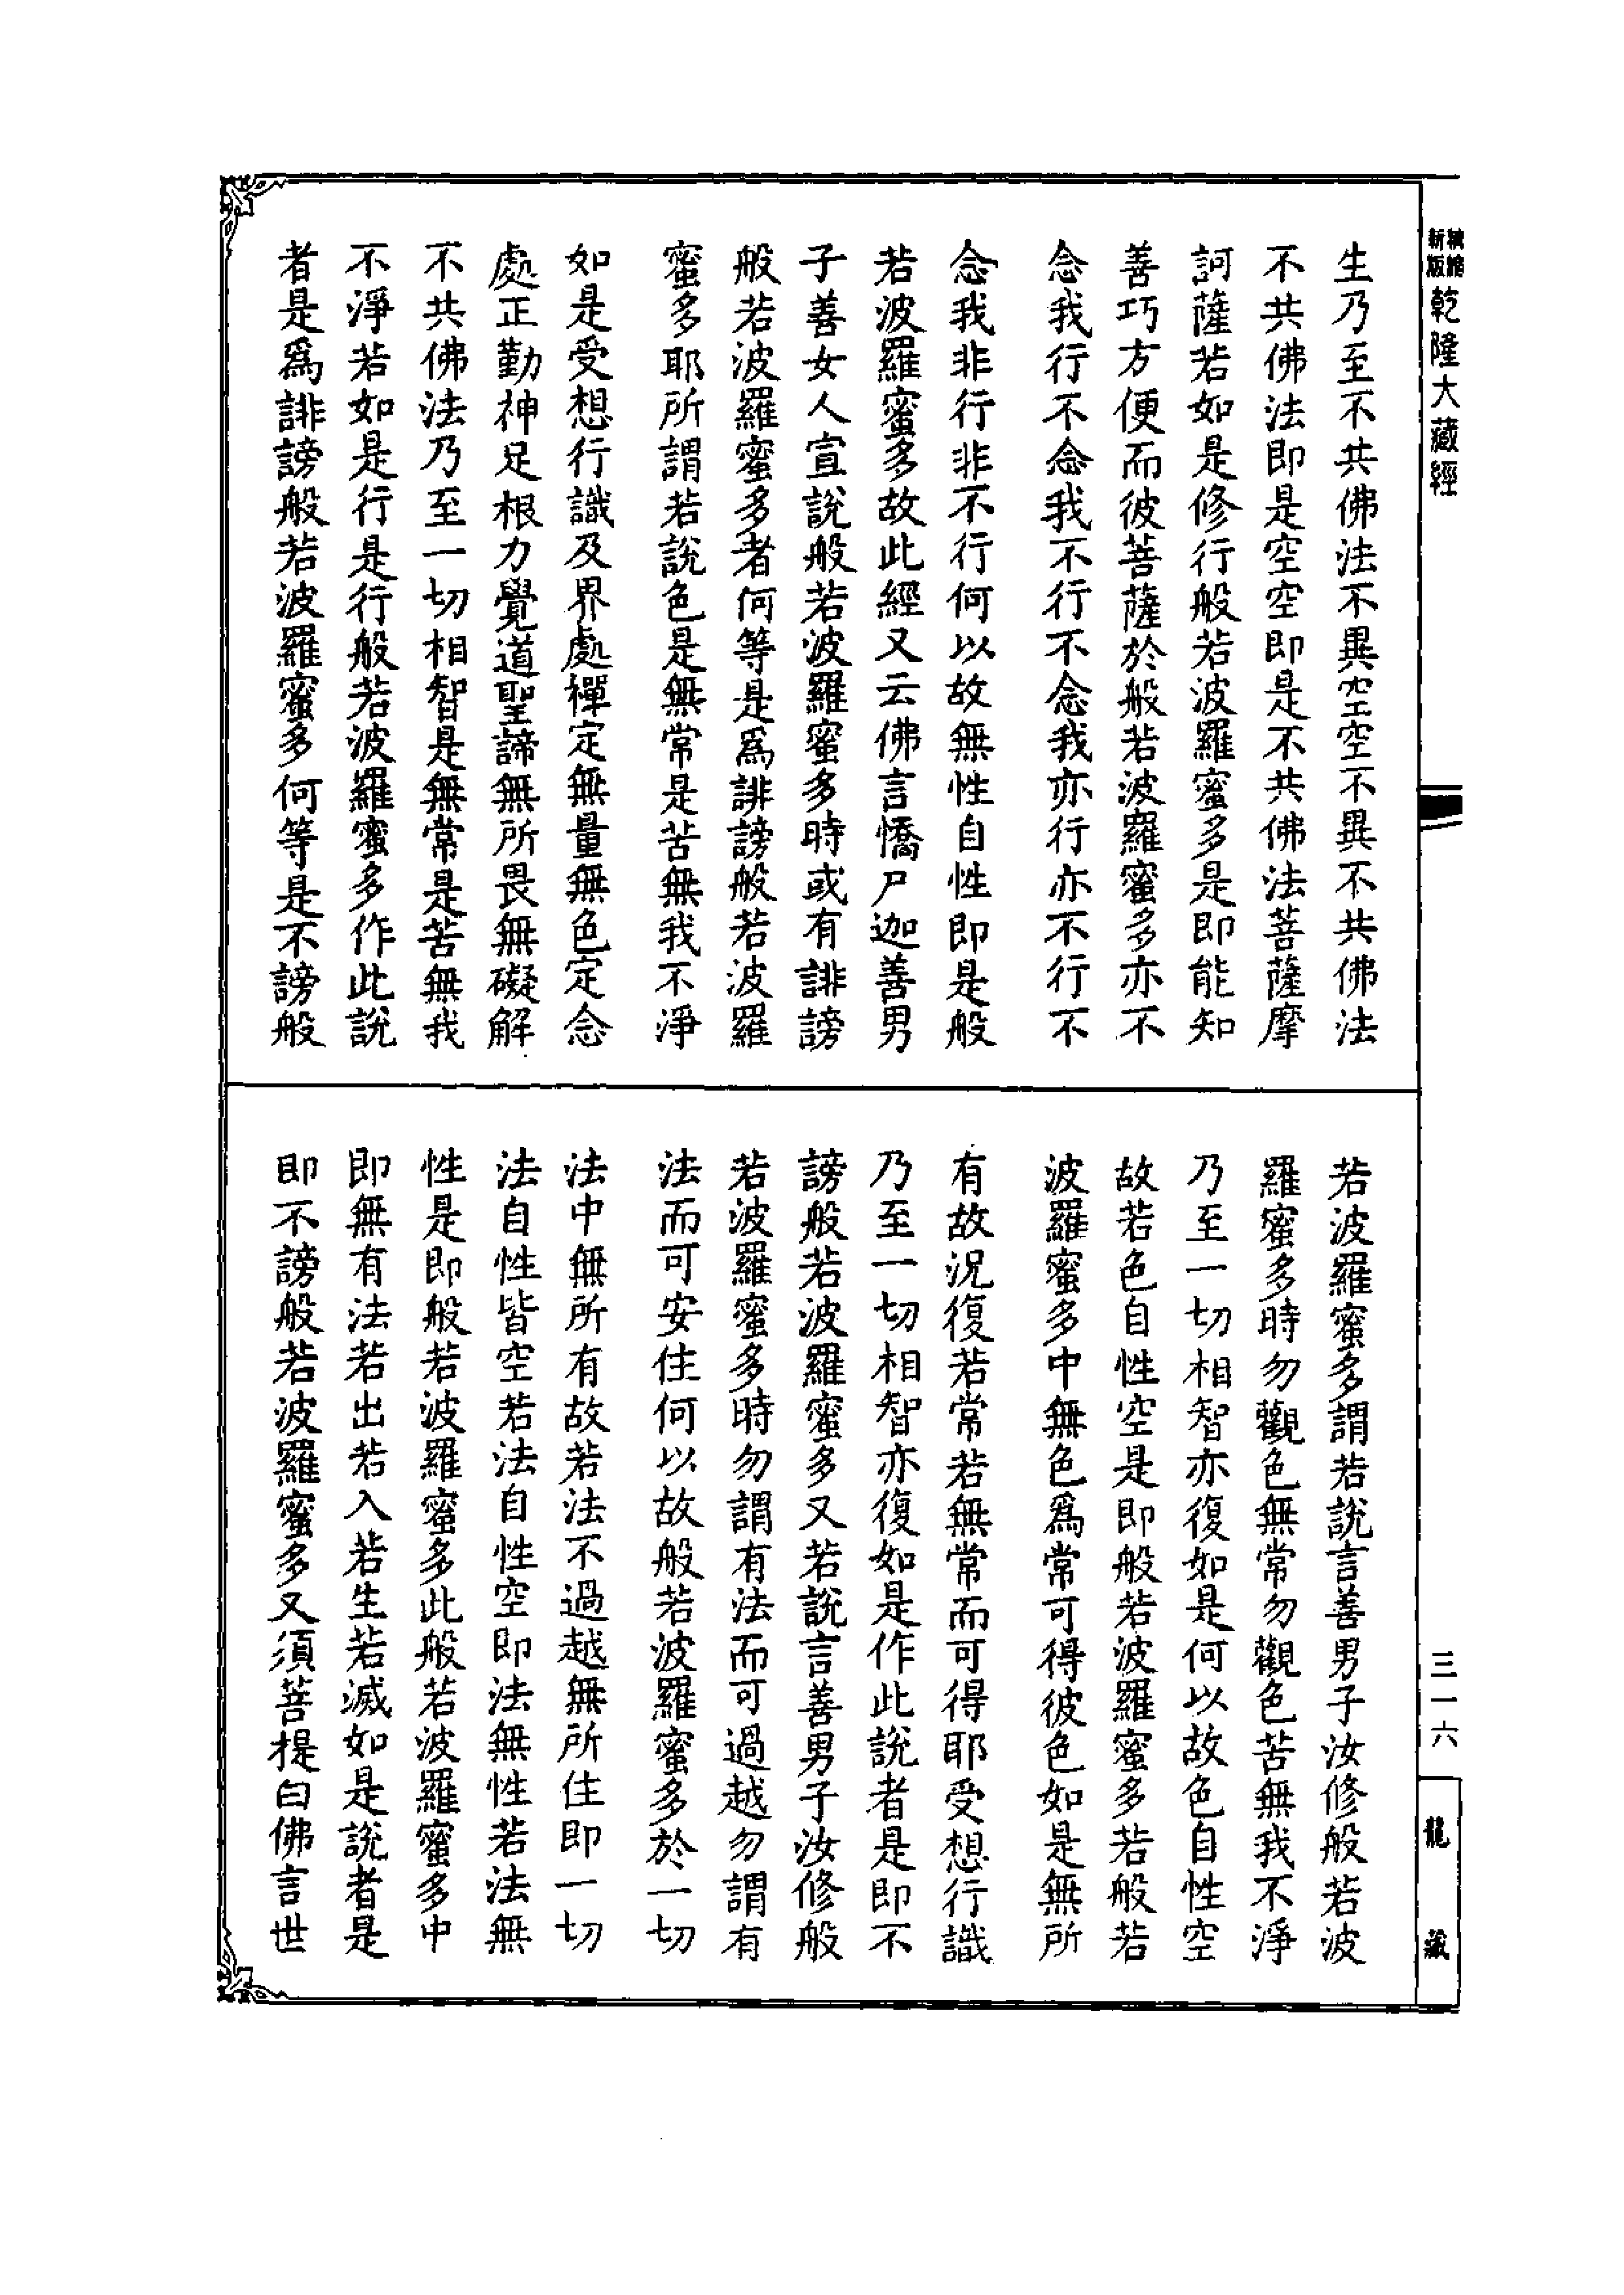 新版
精縮
乾隆大藏經
生乃至不共佛法不異空空不異不共佛法
不共佛法即是空空即是不共佛法菩薩摩
訶薩若如是修行般若波羅蜜多是即能知
善巧方便而彼菩薩於般若波羅蜜多亦不
念我行不念我不行不念我亦行亦不行不
念我非行非不行何以故無性自性即是般
若波羅蜜多故此經又云佛言憍尸迦善男
子善女人宣說般若波羅蜜多時或有誹謗
般若波羅蜜多者何等是爲誹謗般若波羅
蜜多耶所謂若說色是無常是苦無我不淨
如是受想行識及界處禪定無量無色定念
處正勤神足根力覺道聖諦無所畏無礙解
不共佛法乃至一切相智是無常是苦無我
不淨若如是行是行般若波羅蜜多作此說
者是爲誹謗般若波羅蜜多何等是不謗般
若波羅蜜多謂若說言善男子汝修般若波
羅蜜多時勿觀色無常勿觀色苦無我不淨
乃至一切相智亦復如是何以故色自性空
故若色自性空是即般若波羅蜜多若般若
波羅蜜多中無色爲常可得彼色如是無所
有故況復若常若無常而可得耶受想行識
乃至一切相智亦復如是作此說者是即不
謗般若波羅蜜多又若說言善男子汝修般
若波羅蜜多時勿謂有法而可過越勿謂有
法而可安住何以故般若波羅蜜多於一切
法中無所有故若法不過越無所住即一切
法自性皆空若法自性空即法無性若法無
性是即般若波羅蜜多此般若波羅蜜多中
即無有法若出若入若生若滅如是說者是
即不謗般若波羅蜜多又須菩提白佛言世
三一六
龍藏